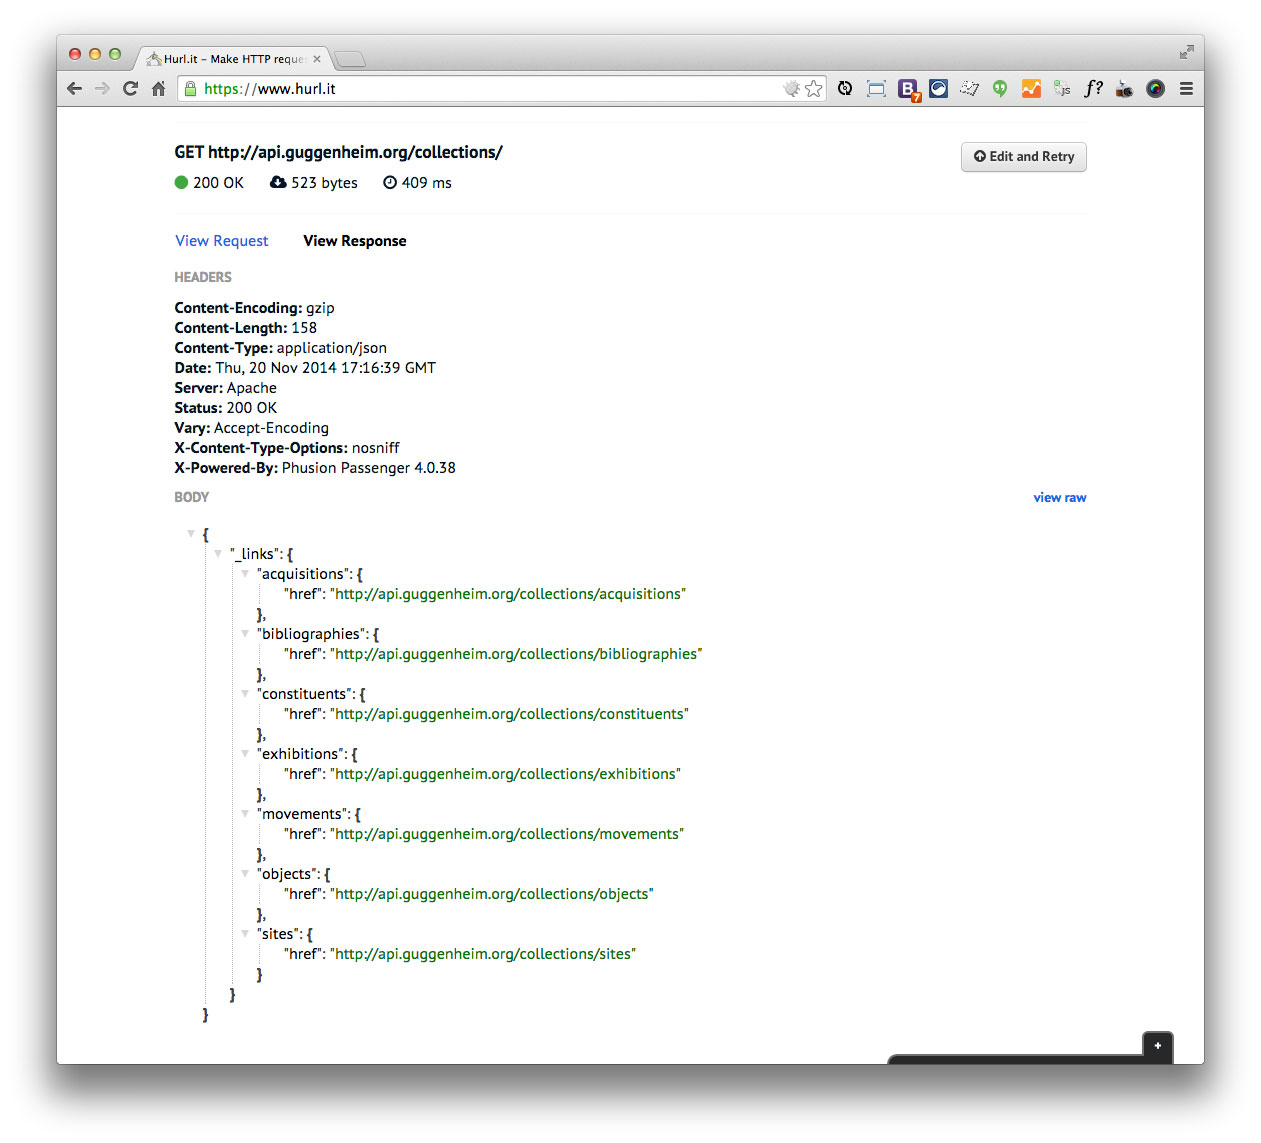 Hurl.it – Make HTTP reque
https://www.hurl.it
B
7
js
f?
GET http://api.guggenheim.org/collections/
Edit and Retry
200 OK 523 bytes 409 ms
View Request View Response
HEADERS
Content-Encoding: gzip
Content-Length: 158
Content-Type: application/json
Date: Thu, 20 Nov 2014 17:16:39 GMT
Server: Apache
Status: 200 OK
Vary: Accept-Encoding
X-Content-Type-Options: nosniff
X-Powered-By: Phusion Passenger 4.0.38
BODY view raw
{
"_links": {
"acquisitions": {
"href": "http://api.guggenheim.org/collections/acquisitions"
},
"bibliographies": {
"href": "http://api.guggenheim.org/collections/bibliographies"
},
"constituents": {
"href": "http://api.guggenheim.org/collections/constituents"
},
"exhibitions": {
"href": "http://api.guggenheim.org/collections/exhibitions"
},
"movements": {
"href": "http://api.guggenheim.org/collections/movements"
},
"objects": {
"href": "http://api.guggenheim.org/collections/objects"
},
"sites": {
"href": "http://api.guggenheim.org/collections/sites"
}
}
}
+